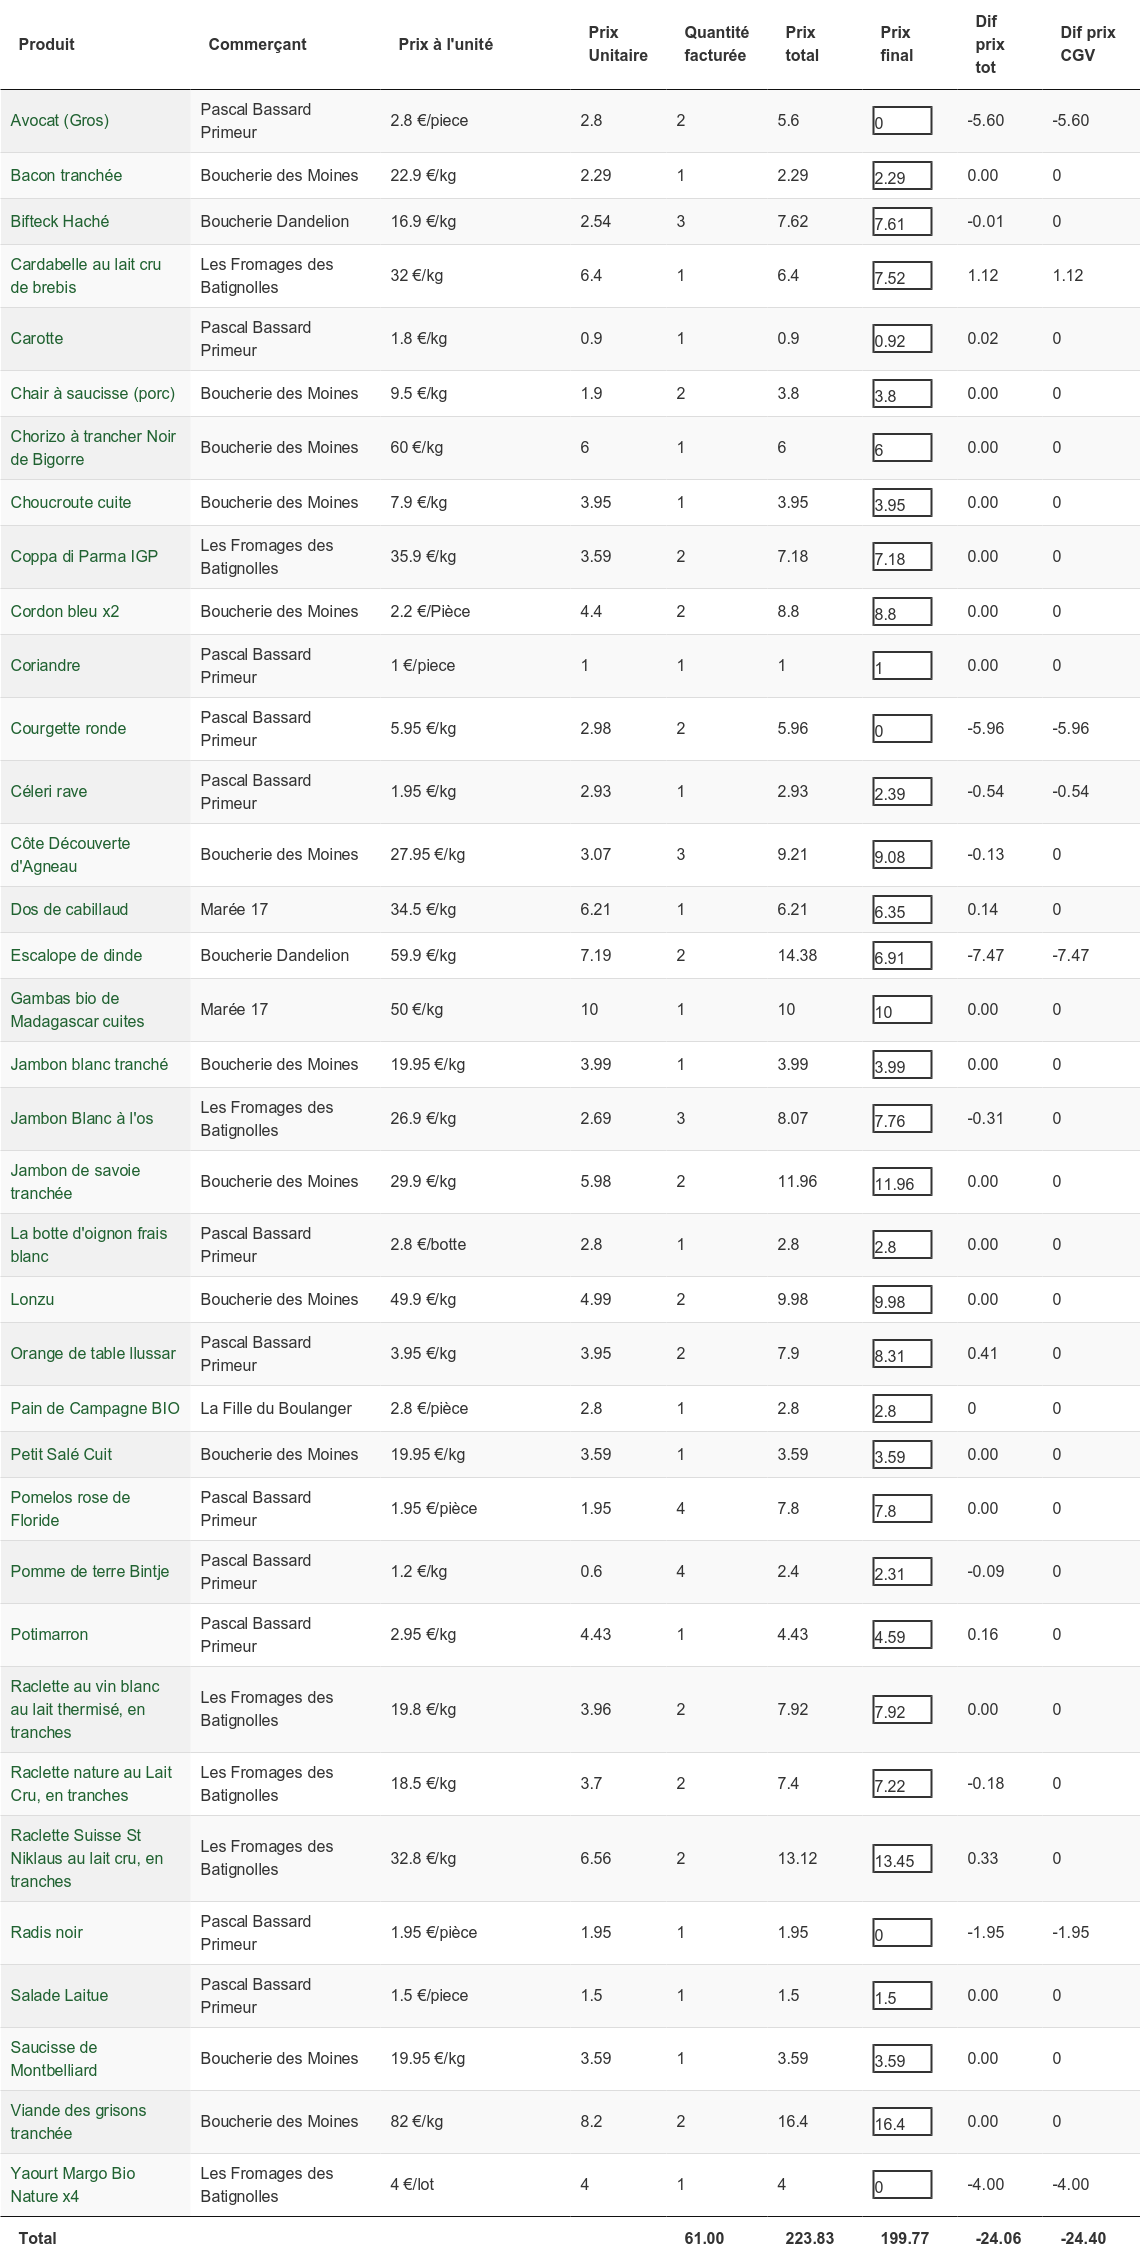 Produit Commerçant Prix à l'unité Prix Unitaire Quantité facturée Prix total Prix final Dif prix tot Dif prix CGV
Avocat (Gros) Pascal Bassard Primeur 2.8 €/piece 2.8 2 5.6 0 -5.60 -5.60
Bacon tranchée Boucherie des Moines 22.9 €/kg 2.29 1 2.29 2.29 0.00 0
Bifteck Haché Boucherie Dandelion 16.9 €/kg 2.54 3 7.62 7.61 -0.01 0
Cardabelle au lait cru de brebis Les Fromages des Batignolles 32 €/kg 6.4 1 6.4 7.52 1.12 1.12
Carotte Pascal Bassard Primeur 1.8 €/kg 0.9 1 0.9 0.92 0.02 0
Chair à saucisse (porc) Boucherie des Moines 9.5 €/kg 1.9 2 3.8 3.8 0.00 0
Chorizo à trancher Noir de Bigorre Boucherie des Moines 60 €/kg 6 1 6 6 0.00 0
Choucroute cuite Boucherie des Moines 7.9 €/kg 3.95 1 3.95 3.95 0.00 0
Coppa di Parma IGP Les Fromages des Batignolles 35.9 €/kg 3.59 2 7.18 7.18 0.00 0
Cordon bleu x2 Boucherie des Moines 2.2 €/Pièce 4.4 2 8.8 8.8 0.00 0
Coriandre Pascal Bassard Primeur 1 €/piece 1 1 1 1 0.00 0
Courgette ronde Pascal Bassard Primeur 5.95 €/kg 2.98 2 5.96 0 -5.96 -5.96
Céleri rave Pascal Bassard Primeur 1.95 €/kg 2.93 1 2.93 2.39 -0.54 -0.54
Côte Découverte d'Agneau Boucherie des Moines 27.95 €/kg 3.07 3 9.21 9.08 -0.13 0
Dos de cabillaud Marée 17 34.5 €/kg 6.21 1 6.21 6.35 0.14 0
Escalope de dinde Boucherie Dandelion 59.9 €/kg 7.19 2 14.38 6.91 -7.47 -7.47
Gambas bio de Madagascar cuites Marée 17 50 €/kg 10 1 10 10 0.00 0
Jambon blanc tranché Boucherie des Moines 19.95 €/kg 3.99 1 3.99 3.99 0.00 0
Jambon Blanc à l'os Les Fromages des Batignolles 26.9 €/kg 2.69 3 8.07 7.76 -0.31 0
Jambon de savoie tranchée Boucherie des Moines 29.9 €/kg 5.98 2 11.96 11.96 0.00 0
La botte d'oignon frais blanc Pascal Bassard Primeur 2.8 €/botte 2.8 1 2.8 2.8 0.00 0
Lonzu Boucherie des Moines 49.9 €/kg 4.99 2 9.98 9.98 0.00 0
Orange de table llussar Pascal Bassard Primeur 3.95 €/kg 3.95 2 7.9 8.31 0.41 0
Pain de Campagne BIO La Fille du Boulanger 2.8 €/pièce 2.8 1 2.8 2.8 0 0
Petit Salé Cuit Boucherie des Moines 19.95 €/kg 3.59 1 3.59 3.59 0.00 0
Pomelos rose de Floride Pascal Bassard Primeur 1.95 €/pièce 1.95 4 7.8 7.8 0.00 0
Pomme de terre Bintje Pascal Bassard Primeur 1.2 €/kg 0.6 4 2.4 2.31 -0.09 0
Potimarron Pascal Bassard Primeur 2.95 €/kg 4.43 1 4.43 4.59 0.16 0
Raclette au vin blanc au lait thermisé, en tranches Les Fromages des Batignolles 19.8 €/kg 3.96 2 7.92 7.92 0.00 0
Raclette nature au Lait Cru, en tranches Les Fromages des Batignolles 18.5 €/kg 3.7 2 7.4 7.22 -0.18 0
Raclette Suisse St Niklaus au lait cru, en tranches Les Fromages des Batignolles 32.8 €/kg 6.56 2 13.12 13.45 0.33 0
Radis noir Pascal Bassard Primeur 1.95 €/pièce 1.95 1 1.95 0 -1.95 -1.95
Salade Laitue Pascal Bassard Primeur 1.5 €/piece 1.5 1 1.5 1.5 0.00 0
Saucisse de Montbelliard Boucherie des Moines 19.95 €/kg 3.59 1 3.59 3.59 0.00 0
Viande des grisons tranchée Boucherie des Moines 82 €/kg 8.2 2 16.4 16.4 0.00 0
Yaourt Margo Bio Nature x4 Les Fromages des Batignolles 4 €/lot 4 1 4 0 -4.00 -4.00
Total 61.00 223.83 199.77 -24.06 -24.40